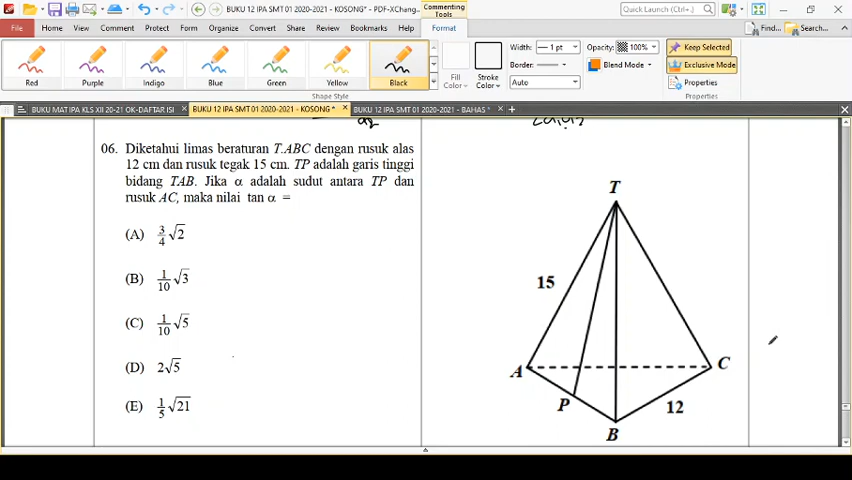 Commenting
Tools
BUKU 12 IPA SMT 01 2020-2021 - KOSONG* - PDF-XChang...
Quick Launch (Ctrl+.)
File Home View Comment Protect Form Organize Convert Share Review Bookmarks Help Format Find... Search...
Width: 1 pt Opacity: 100% Keep Selected
Border: Blend Mode Exclusive Mode
Auto Properties
Red Purple Indigo Blue Green Yellow Black Fill Color Stroke Color
Line Style Properties
BUKU MAT IPA KLS XII 20-21 OK-DAFTAR ISI BUKU 12 IPA SMT 01 2020-2021 - KOSONG * BUKU 12 IPA SMT 01 2020-2021 - BAHAS *
06. Diketahui limas beraturan T.ABC dengan rusuk alas
12 cm dan rusuk tegak 15 cm. TP adalah garis tinggi
bidang TAB. Jika α adalah sudut antara TP dan
rusuk AC, maka nilai tan α =
(A) 3/4 √2
(B) 1/10 √3
(C) 1/10 √5
(D) 2√5
(E) 1/5 √21
T
15
A
C
P
12
B